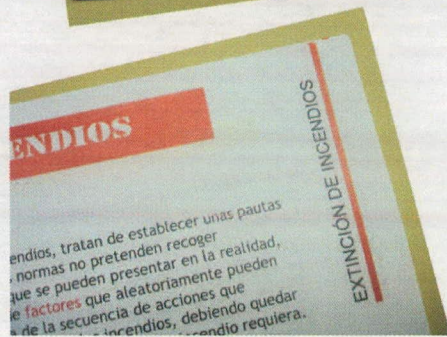 ENDIOS
endios, tratan de establecer unas pautas
normas no pretenden recoger
que se pueden presentar en la realidad,
e factores que aleatoriamente pueden
de la secuencia de acciones que
incendios, debiendo quedar
cendio requiera.
EXTINCIÓN DE INCENDIOS